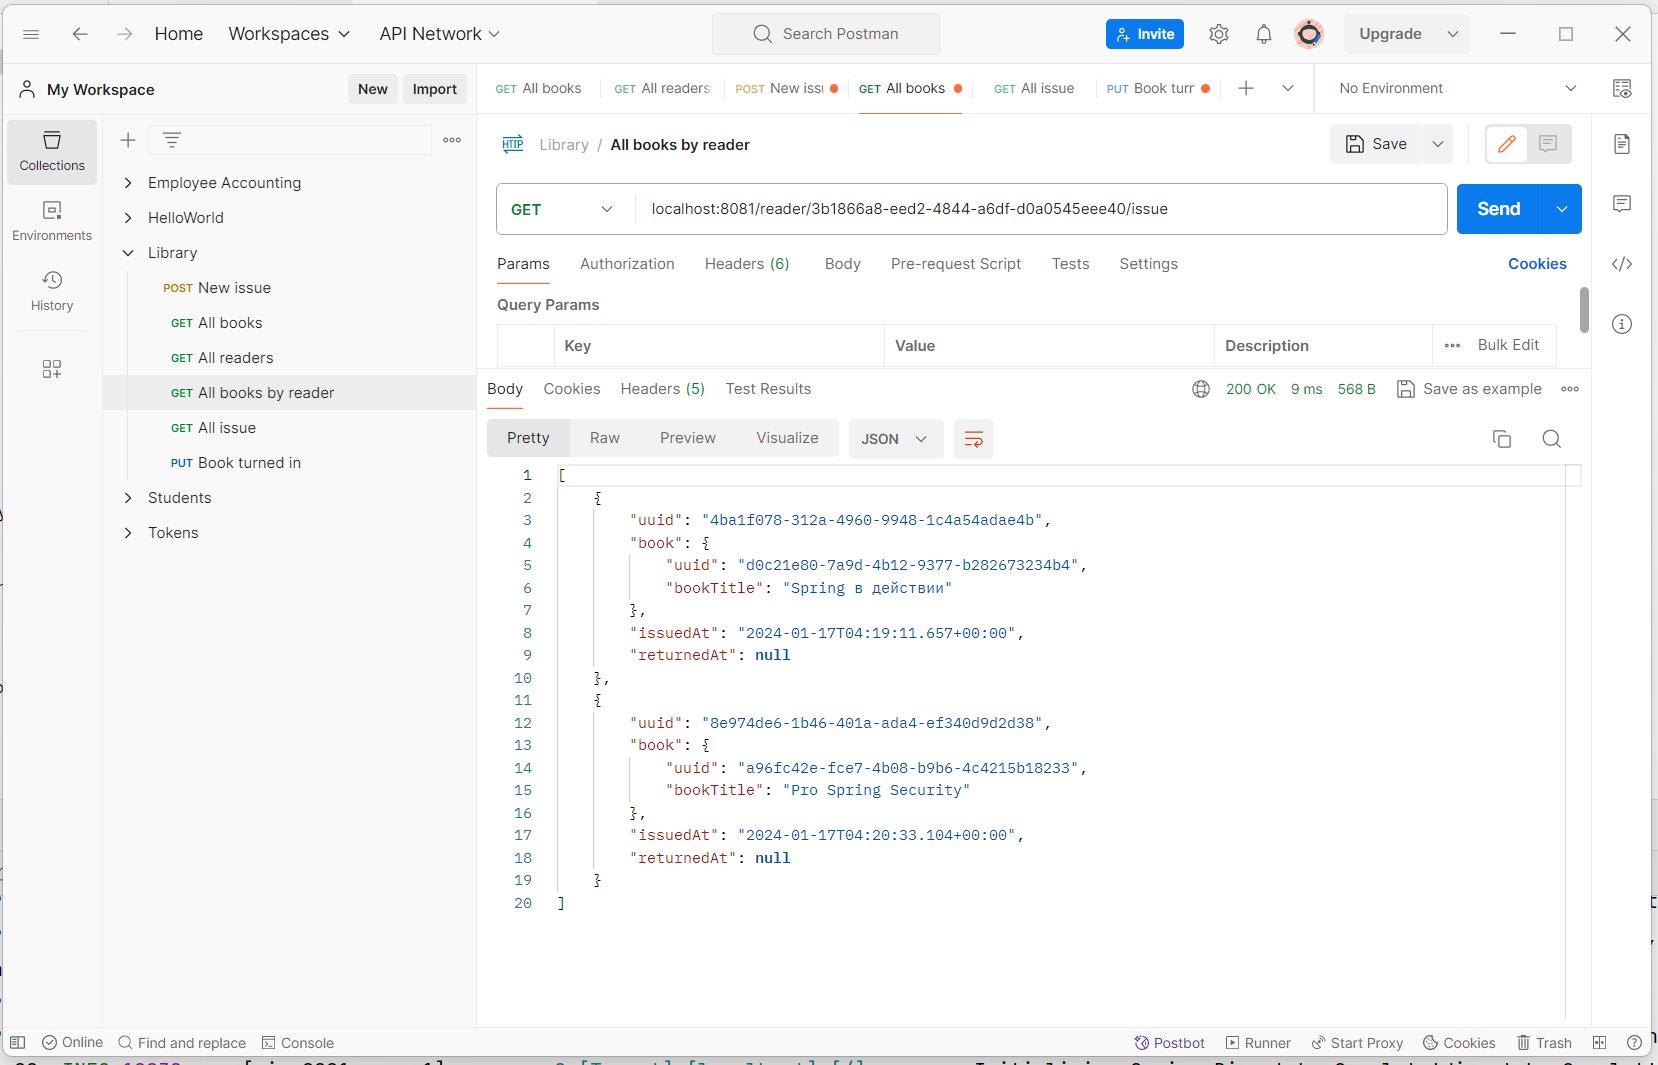 Home Workspaces API Network Search Postman Invite Upgrade
My Workspace New Import
GET All books GET All readers POST New issu GET All books GET All issue PUT Book turr No Environment
Collections
Environments
History
Employee Accounting
HelloWorld
Library
POST New issue
GET All books
GET All readers
GET All books by reader
GET All issue
PUT Book turned in
Students
Tokens
HTTP Library / All books by reader Save
GET localhost:8081/reader/3b1866a8-eed2-4844-a6df-d0a0545eee40/issue Send
Params Authorization Headers (6) Body Pre-request Script Tests Settings Cookies
Query Params
Key Value Description Bulk Edit
Body Cookies Headers (5) Test Results 200 OK 9 ms 568 B Save as example
Pretty Raw Preview Visualize JSON
1 [
2 {
3 "uuid": "4ba1f078-312a-4960-9948-1c4a54adae4b",
4 "book": {
5 "uuid": "d0c21e80-7a9d-4b12-9377-b282673234b4",
6 "bookTitle": "Spring в действии"
7 },
8 "issuedAt": "2024-01-17T04:19:11.657+00:00",
9 "returnedAt": null
10 },
11 {
12 "uuid": "8e974de6-1b46-401a-ada4-ef340d9d2d38",
13 "book": {
14 "uuid": "a96fc42e-fce7-4b08-b9b6-4c4215b18233",
15 "bookTitle": "Pro Spring Security"
16 },
17 "issuedAt": "2024-01-17T04:20:33.104+00:00",
18 "returnedAt": null
19 }
20 ]
Online Find and replace Console Postbot Runner Start Proxy Cookies Trash